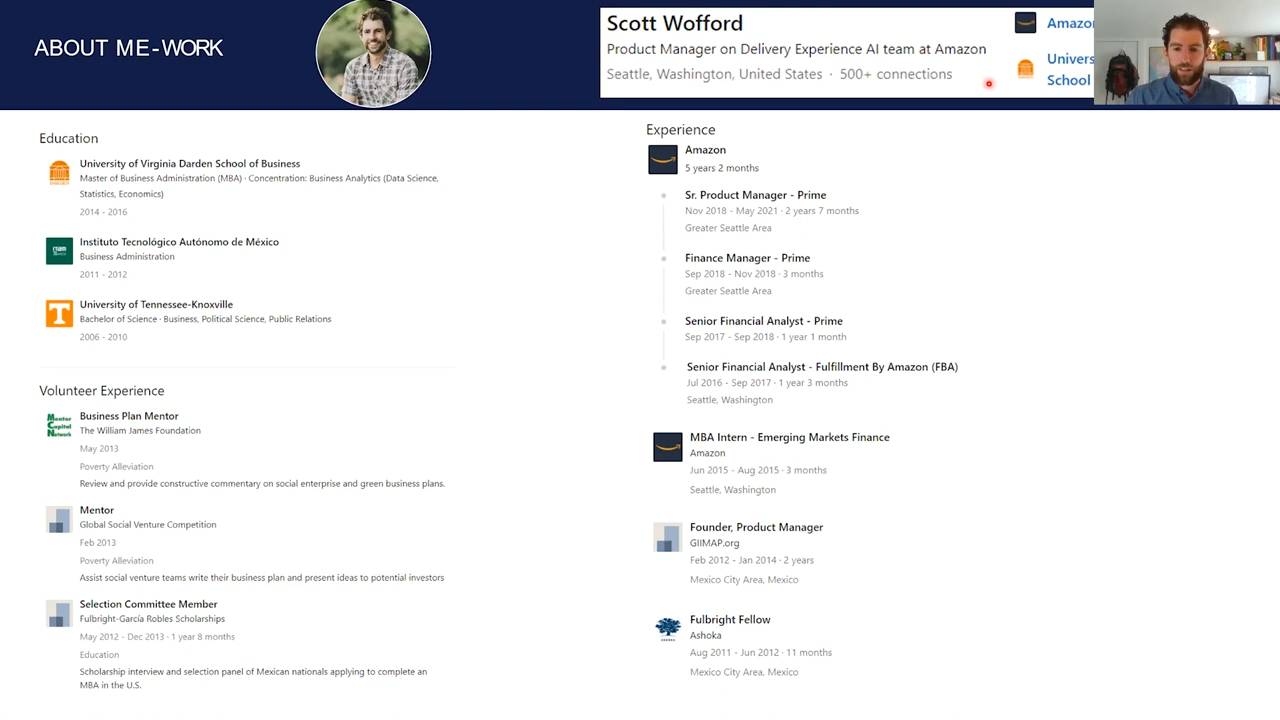 ABOUT ME-WORK
Scott Wofford
Product Manager on Delivery Experience AI team at Amazon
Seattle, Washington, United States · 500+ connections
Amazo
Univers
School
Education
University of Virginia Darden School of Business
Master of Business Administration (MBA) · Concentration: Business Analytics (Data Science,
Statistics, Economics)
2014 - 2016
Instituto Tecnológico Autónomo de México
Business Administration
2011 - 2012
University of Tennessee-Knoxville
Bachelor of Science · Business, Political Science, Public Relations
2006 - 2010
Volunteer Experience
Mentor
Capital
Network
Business Plan Mentor
The William James Foundation
May 2013
Poverty Alleviation
Review and provide constructive commentary on social enterprise and green business plans.
Mentor
Global Social Venture Competition
Feb 2013
Poverty Alleviation
Assist social venture teams write their business plan and present ideas to potential investors
Selection Committee Member
Fulbright-García Robles Scholarships
May 2012 - Dec 2013 · 1 year 8 months
Education
Scholarship interview and selection panel of Mexican nationals applying to complete an
MBA in the U.S.
Experience
Amazon
5 years 2 months
Sr. Product Manager - Prime
Nov 2018 - May 2021 · 2 years 7 months
Greater Seattle Area
Finance Manager - Prime
Sep 2018 - Nov 2018 · 3 months
Greater Seattle Area
Senior Financial Analyst - Prime
Sep 2017 - Sep 2018 · 1 year 1 month
Senior Financial Analyst - Fulfillment By Amazon (FBA)
Jul 2016 - Sep 2017 · 1 year 3 months
Seattle, Washington
MBA Intern - Emerging Markets Finance
Amazon
Jun 2015 - Aug 2015 · 3 months
Seattle, Washington
Founder, Product Manager
GIIMAP.org
Feb 2012 - Jan 2014 · 2 years
Mexico City Area, Mexico
Fulbright Fellow
Ashoka
Aug 2011 - Jun 2012 · 11 months
Mexico City Area, Mexico